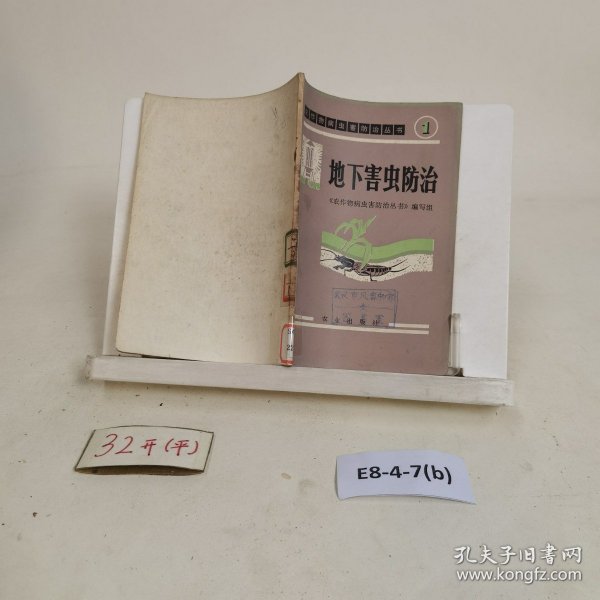 作物病虫害防治丛书
1
地下害虫防治
《农作物病虫害防治丛书》编写组
农业出版社
S4
22
32开(平)
E8-4-7(b)
孔夫子旧书网
www.kongfz.com